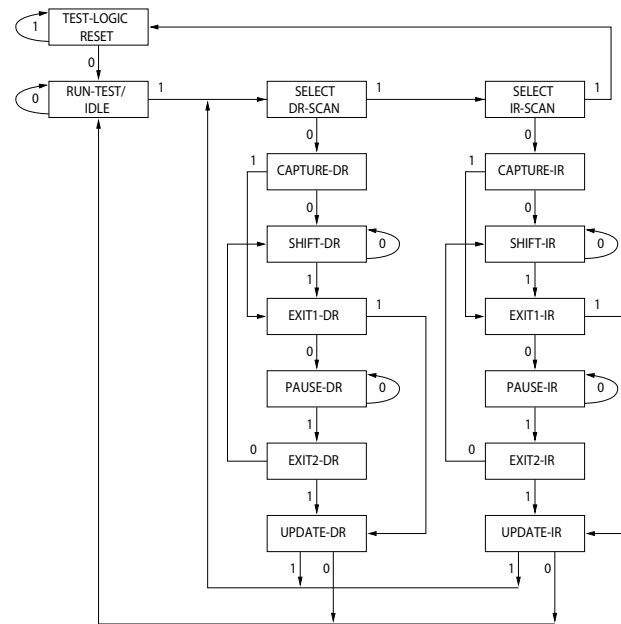 TEST-LOGIC
RESET
1
0
RUN-TEST/
IDLE
0
1
SELECT
DR-SCAN
1
SELECT
IR-SCAN
1
0
0
1
CAPTURE-DR
1
CAPTURE-IR
0
0
SHIFT-DR
0
SHIFT-IR
0
1
1
EXIT1-DR
1
EXIT1-IR
1
0
0
PAUSE-DR
0
PAUSE-IR
0
1
1
0
EXIT2-DR
0
EXIT2-IR
1
1
UPDATE-DR
UPDATE-IR
1
0
1
0